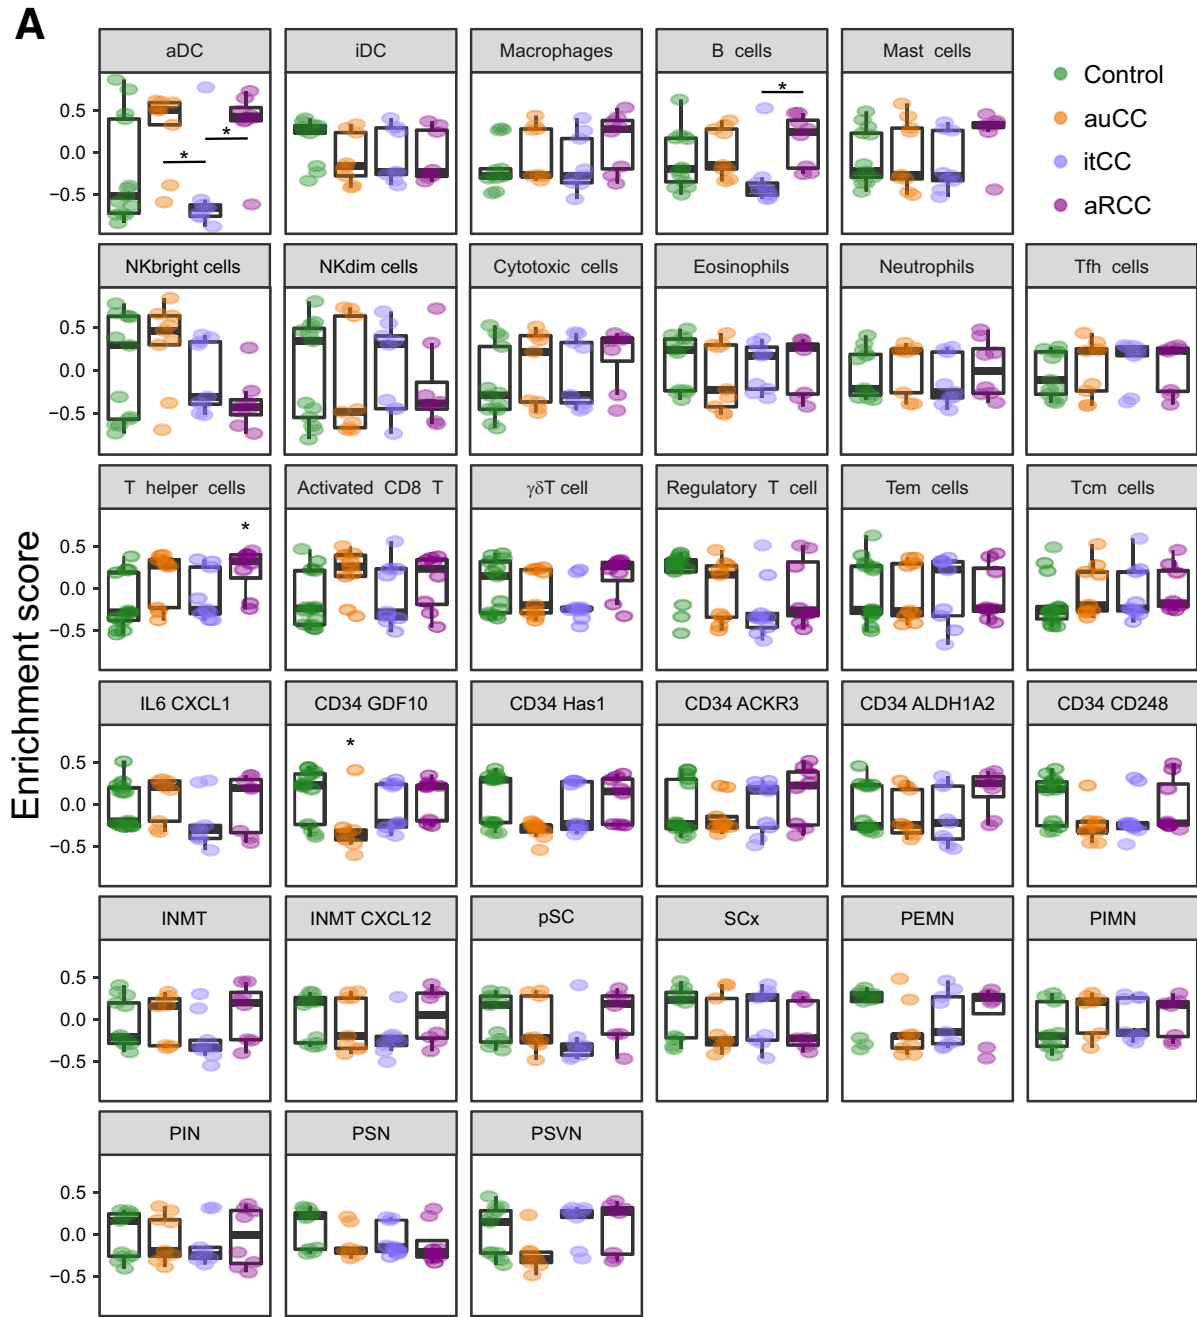 A
aDC iDC Macrophages B cells Mast cells
Control
auCC
itCC
aRCC
0.5
0.0
−0.5
* * *
NKbright cells NKdim cells Cytotoxic cells Eosinophils Neutrophils Tfh cells
0.5
0.0
−0.5
T helper cells Activated CD8 T γδT cell Regulatory T cell Tem cells Tcm cells
0.5
0.0
−0.5
*
Enrichment score
IL6 CXCL1 CD34 GDF10 CD34 Has1 CD34 ACKR3 CD34 ALDH1A2 CD34 CD248
0.5
0.0
−0.5
*
INMT INMT CXCL12 pSC SCx PEMN PIMN
0.5
0.0
−0.5
PIN PSN PSVN
0.5
0.0
−0.5